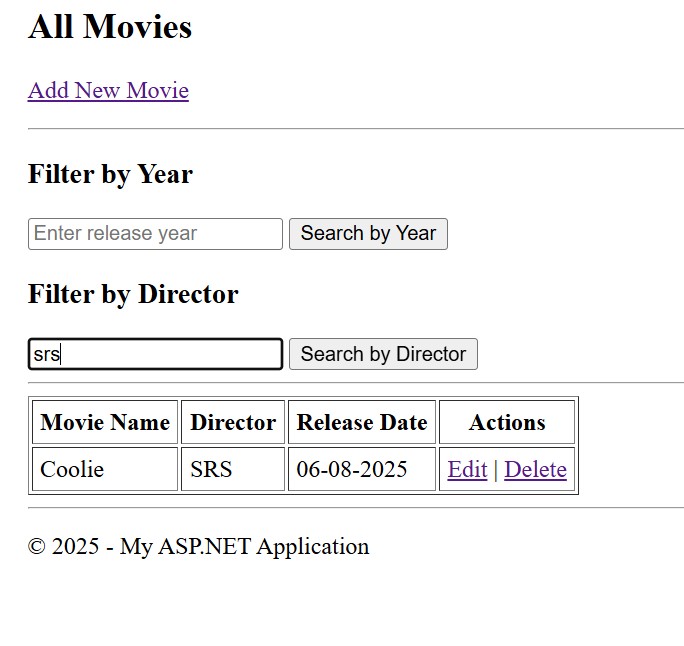 All Movies
Add New Movie
Filter by Year
Enter release year Search by Year
Filter by Director
srs Search by Director
Movie Name Director Release Date Actions
Coolie SRS 06-08-2025 Edit | Delete
© 2025 - My ASP.NET Application